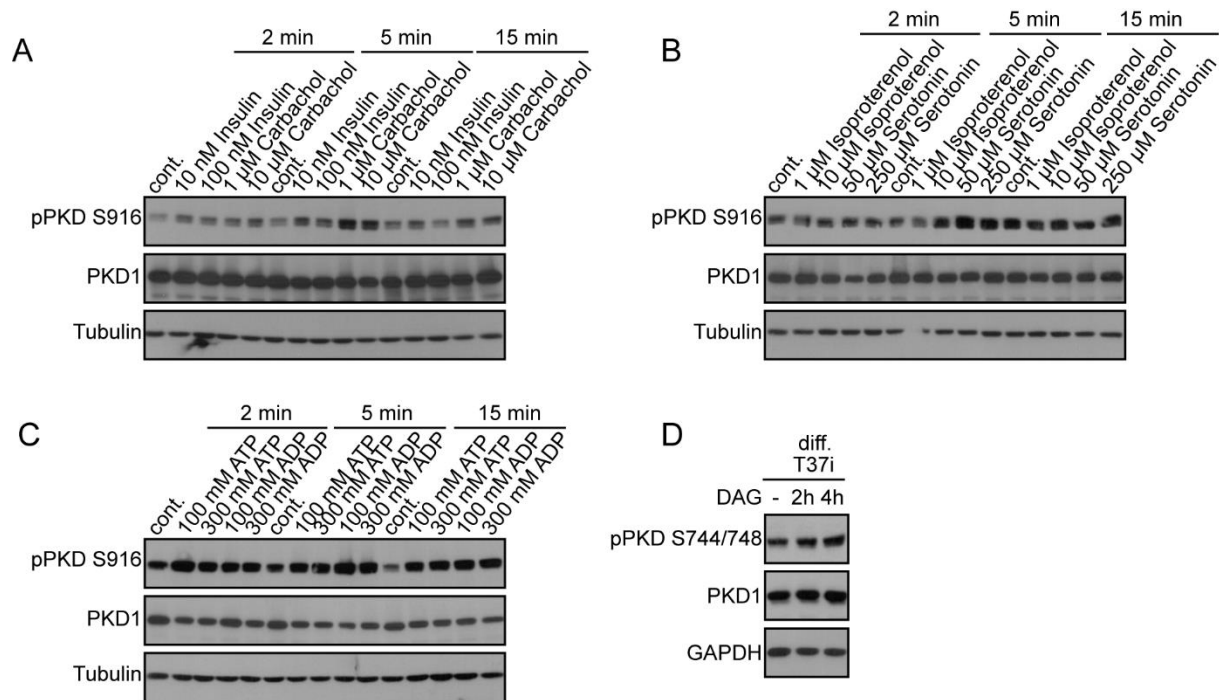 A
2 min 5 min 15 min
cont.
10 nM Insulin
100 nM Insulin
1 µM Carbachol
10 µM Carbachol
cont.
10 nM Insulin
100 nM Insulin
1 µM Carbachol
10 µM Carbachol
cont.
10 nM Insulin
100 nM Insulin
1 µM Carbachol
10 µM Carbachol
pPKD S916
PKD1
Tubulin
B
2 min 5 min 15 min
cont.
1 µM Isoproterenol
10 µM Isoproterenol
50 µM Serotonin
250 µM Serotonin
cont.
1 µM Isoproterenol
10 µM Isoproterenol
50 µM Serotonin
250 µM Serotonin
cont.
1 µM Isoproterenol
10 µM Isoproterenol
50 µM Serotonin
250 µM Serotonin
pPKD S916
PKD1
Tubulin
C
2 min 5 min 15 min
cont.
100 mM ATP
300 mM ATP
100 mM ADP
300 mM ADP
cont.
100 mM ATP
300 mM ATP
100 mM ADP
300 mM ADP
cont.
100 mM ATP
300 mM ATP
100 mM ADP
300 mM ADP
pPKD S916
PKD1
Tubulin
D
diff.
T37i
DAG - 2h 4h
pPKD S744/748
PKD1
GAPDH